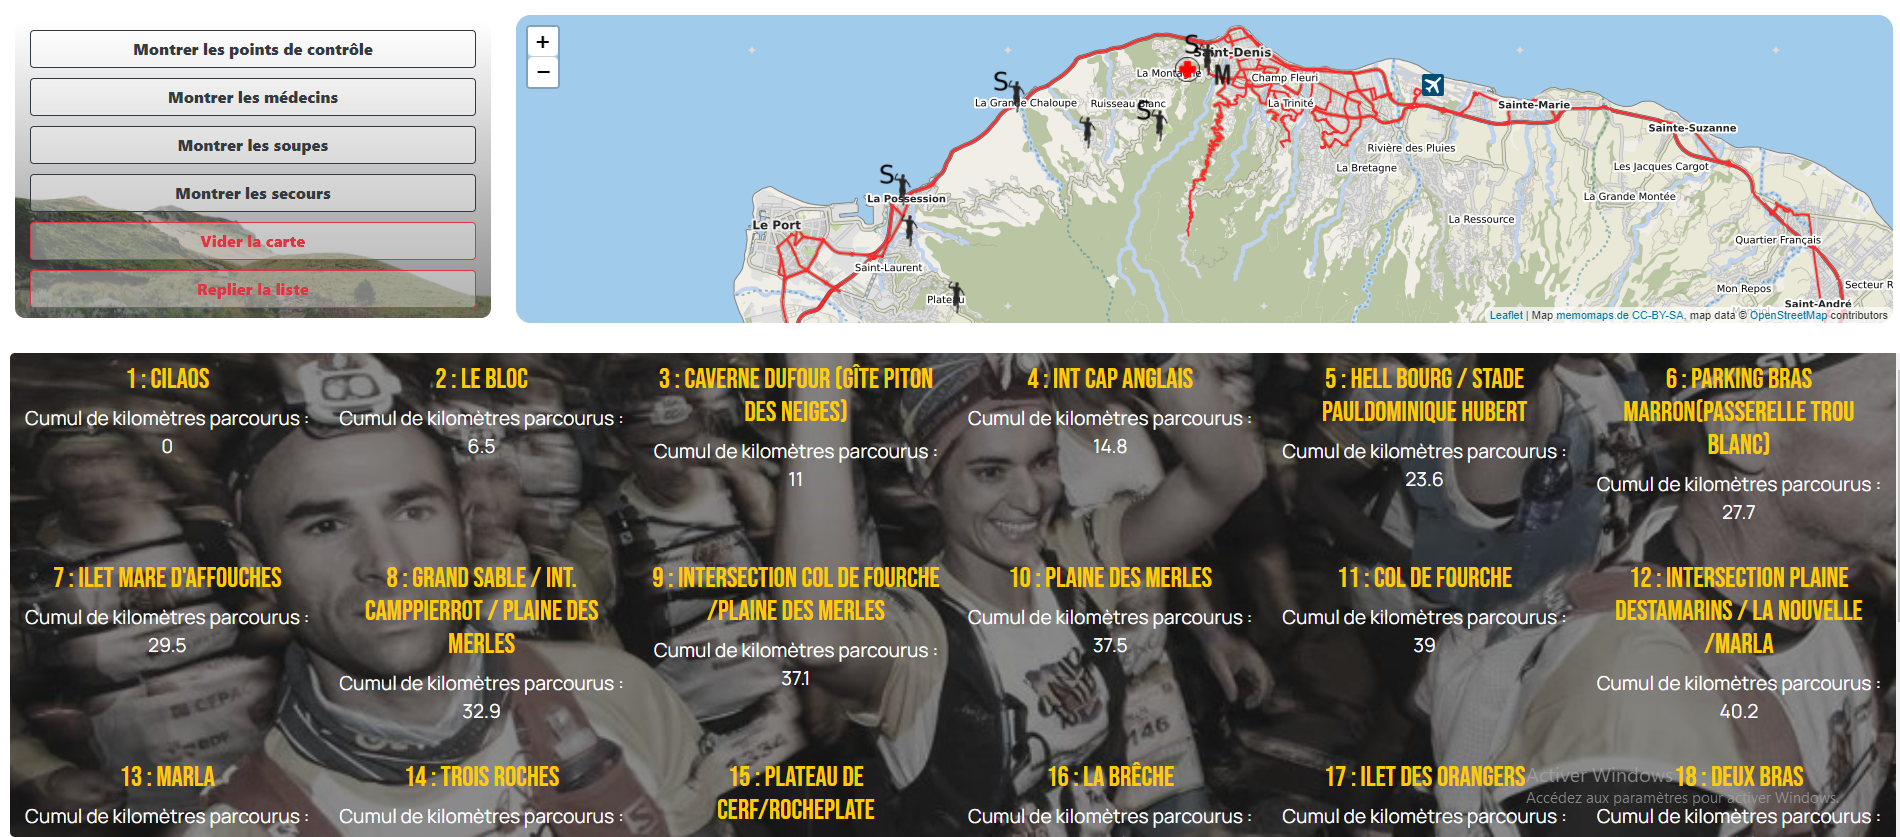 Montrer les points de contrôle
Montrer les médecins
Montrer les soupes
Montrer les secours
Vider la carte
Replier la liste
+
−
S
Saint-Denis
La Montagne
M
Champ Fleuri
S
La Grande Chaloupe
Ruisseau Blanc
S
La Trinité
Sainte-Marie
Sainte-Suzanne
Rivière des Pluies
La Bretagne
Les Jacques Cargot
S
La Possession
La Grande Montée
La Ressource
Le Port
Quartier Français
Saint-Laurent
Mon Repos
Secteur R
Plateau
Saint-André
Leaflet | Map memomaps.de CC-BY-SA, map data © OpenStreetMap contributors
1 : CILAOS
Cumul de kilomètres parcourus :
0
2 : LE BLOC
Cumul de kilomètres parcourus :
6.5
3 : CAVERNE DUFOUR (GÎTE PITON
DES NEIGES)
Cumul de kilomètres parcourus :
11
4 : INT CAP ANGLAIS
Cumul de kilomètres parcourus :
14.8
5 : HELL BOURG / STADE
PAULDOMINIQUE HUBERT
Cumul de kilomètres parcourus :
23.6
6 : PARKING BRAS
MARRON(PASSERELLE TROU
BLANC)
Cumul de kilomètres parcourus :
27.7
7 : ILET MARE D'AFFOUCHES
Cumul de kilomètres parcourus :
29.5
8 : GRAND SABLE / INT.
CAMPPIERROT / PLAINE DES
MERLES
Cumul de kilomètres parcourus :
32.9
9 : INTERSECTION COL DE FOURCHE
/PLAINE DES MERLES
Cumul de kilomètres parcourus :
37.1
10 : PLAINE DES MERLES
Cumul de kilomètres parcourus :
37.5
11 : COL DE FOURCHE
Cumul de kilomètres parcourus :
39
12 : INTERSECTION PLAINE
DESTAMARINS / LA NOUVELLE
/MARLA
Cumul de kilomètres parcourus :
40.2
13 : MARLA
Cumul de kilomètres parcourus :
14 : TROIS ROCHES
Cumul de kilomètres parcourus :
15 : PLATEAU DE
CERF/ROCHEPLATE
16 : LA BRÊCHE
Cumul de kilomètres parcourus :
17 : ILET DES ORANGERS
Cumul de kilomètres parcourus :
18 : DEUX BRAS
Cumul de kilomètres parcourus :
Activer Windows
Accédez aux paramètres pour activer Windows.
146